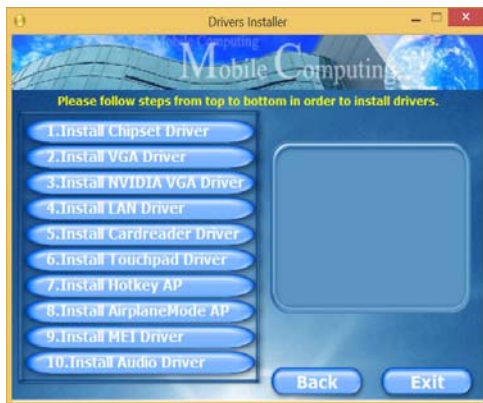 Drivers Installer
Mobile Computing
Mobile Computing
Please follow steps from top to bottom in order to install drivers.
1.Install Chipset Driver
2.Install VGA Driver
3.Install NVIDIA VGA Driver
4.Install LAN Driver
5.Install Cardreader Driver
6.Install Touchpad Driver
7.Install Hotkey AP
8.Install AirplaneMode AP
9.Install MEI Driver
10.Install Audio Driver
Back
Exit